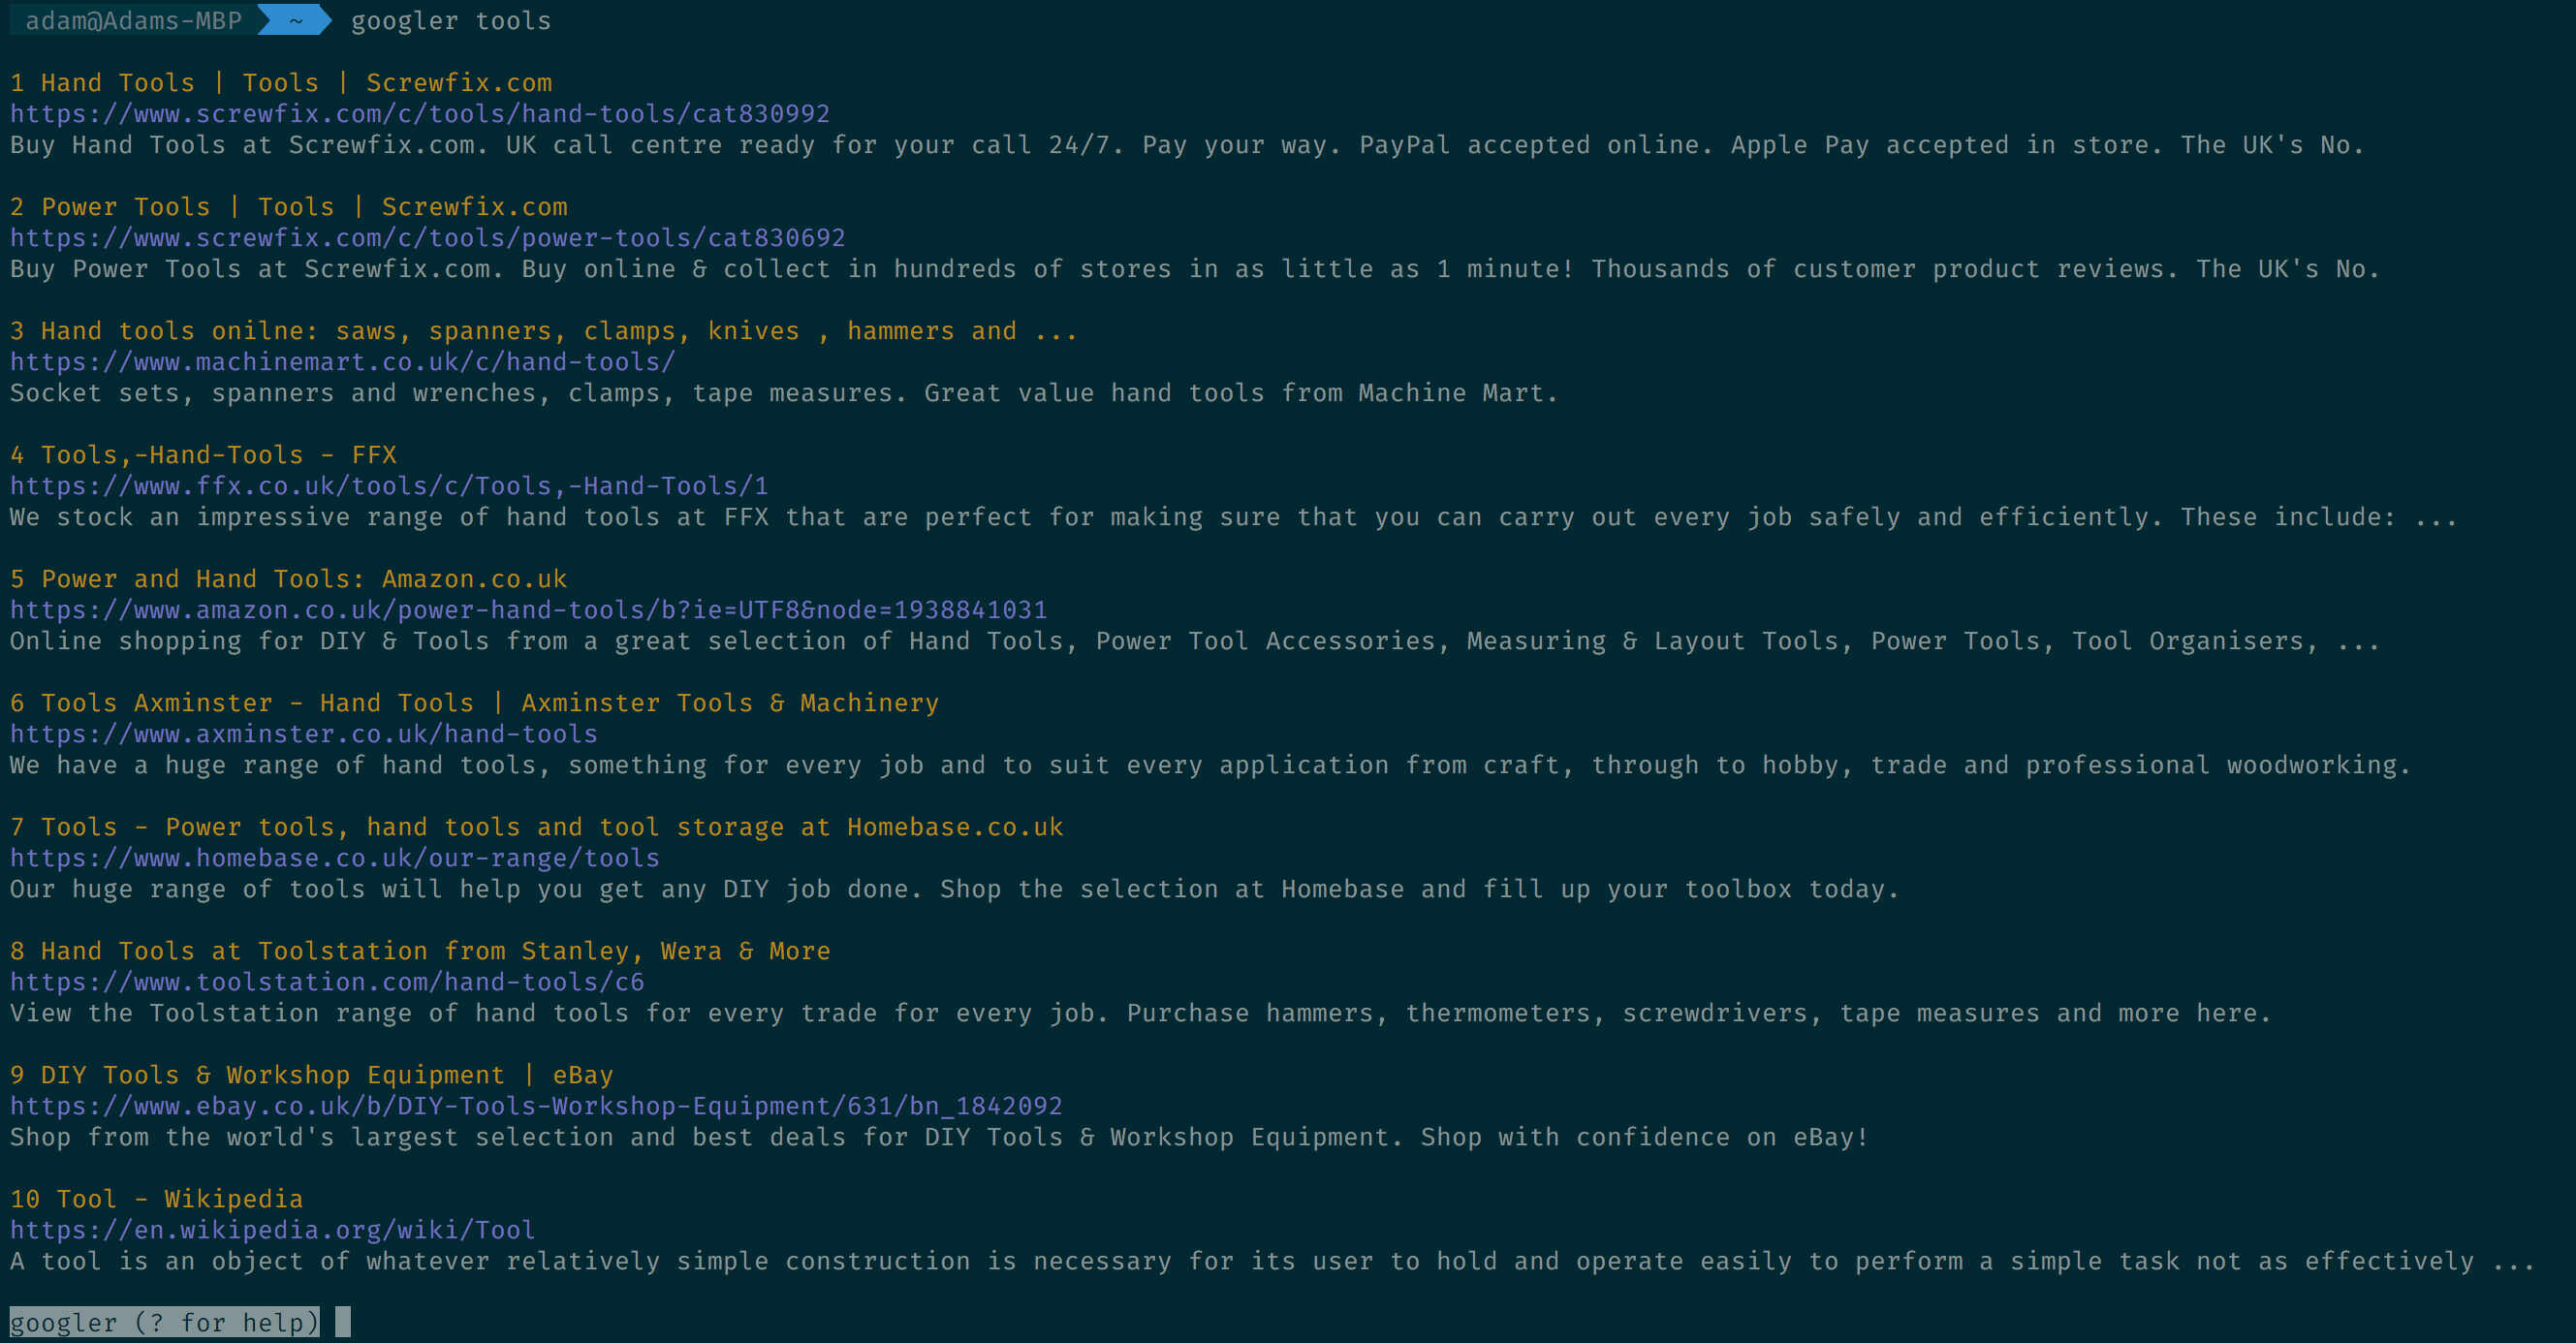 adam@Adams-MBP ~ googler tools
1 Hand Tools | Tools | Screwfix.com
https://www.screwfix.com/c/tools/hand-tools/cat830992
Buy Hand Tools at Screwfix.com. UK call centre ready for your call 24/7. Pay your way. PayPal accepted online. Apple Pay accepted in store. The UK's No.
2 Power Tools | Tools | Screwfix.com
https://www.screwfix.com/c/tools/power-tools/cat830692
Buy Power Tools at Screwfix.com. Buy online & collect in hundreds of stores in as little as 1 minute! Thousands of customer product reviews. The UK's No.
3 Hand tools onilne: saws, spanners, clamps, knives , hammers and ...
https://www.machinemart.co.uk/c/hand-tools/
Socket sets, spanners and wrenches, clamps, tape measures. Great value hand tools from Machine Mart.
4 Tools,-Hand-Tools - FFX
https://www.ffx.co.uk/tools/c/Tools,-Hand-Tools/1
We stock an impressive range of hand tools at FFX that are perfect for making sure that you can carry out every job safely and efficiently. These include: ...
5 Power and Hand Tools: Amazon.co.uk
https://www.amazon.co.uk/power-hand-tools/b?ie=UTF8&node=1938841031
Online shopping for DIY & Tools from a great selection of Hand Tools, Power Tool Accessories, Measuring & Layout Tools, Power Tools, Tool Organisers, ...
6 Tools Axminster - Hand Tools | Axminster Tools & Machinery
https://www.axminster.co.uk/hand-tools
We have a huge range of hand tools, something for every job and to suit every application from craft, through to hobby, trade and professional woodworking.
7 Tools - Power tools, hand tools and tool storage at Homebase.co.uk
https://www.homebase.co.uk/our-range/tools
Our huge range of tools will help you get any DIY job done. Shop the selection at Homebase and fill up your toolbox today.
8 Hand Tools at Toolstation from Stanley, Wera & More
https://www.toolstation.com/hand-tools/c6
View the Toolstation range of hand tools for every trade for every job. Purchase hammers, thermometers, screwdrivers, tape measures and more here.
9 DIY Tools & Workshop Equipment | eBay
https://www.ebay.co.uk/b/DIY-Tools-Workshop-Equipment/631/bn_1842092
Shop from the world's largest selection and best deals for DIY Tools & Workshop Equipment. Shop with confidence on eBay!
10 Tool - Wikipedia
https://en.wikipedia.org/wiki/Tool
A tool is an object of whatever relatively simple construction is necessary for its user to hold and operate easily to perform a simple task not as effectively ...
googler (? for help)